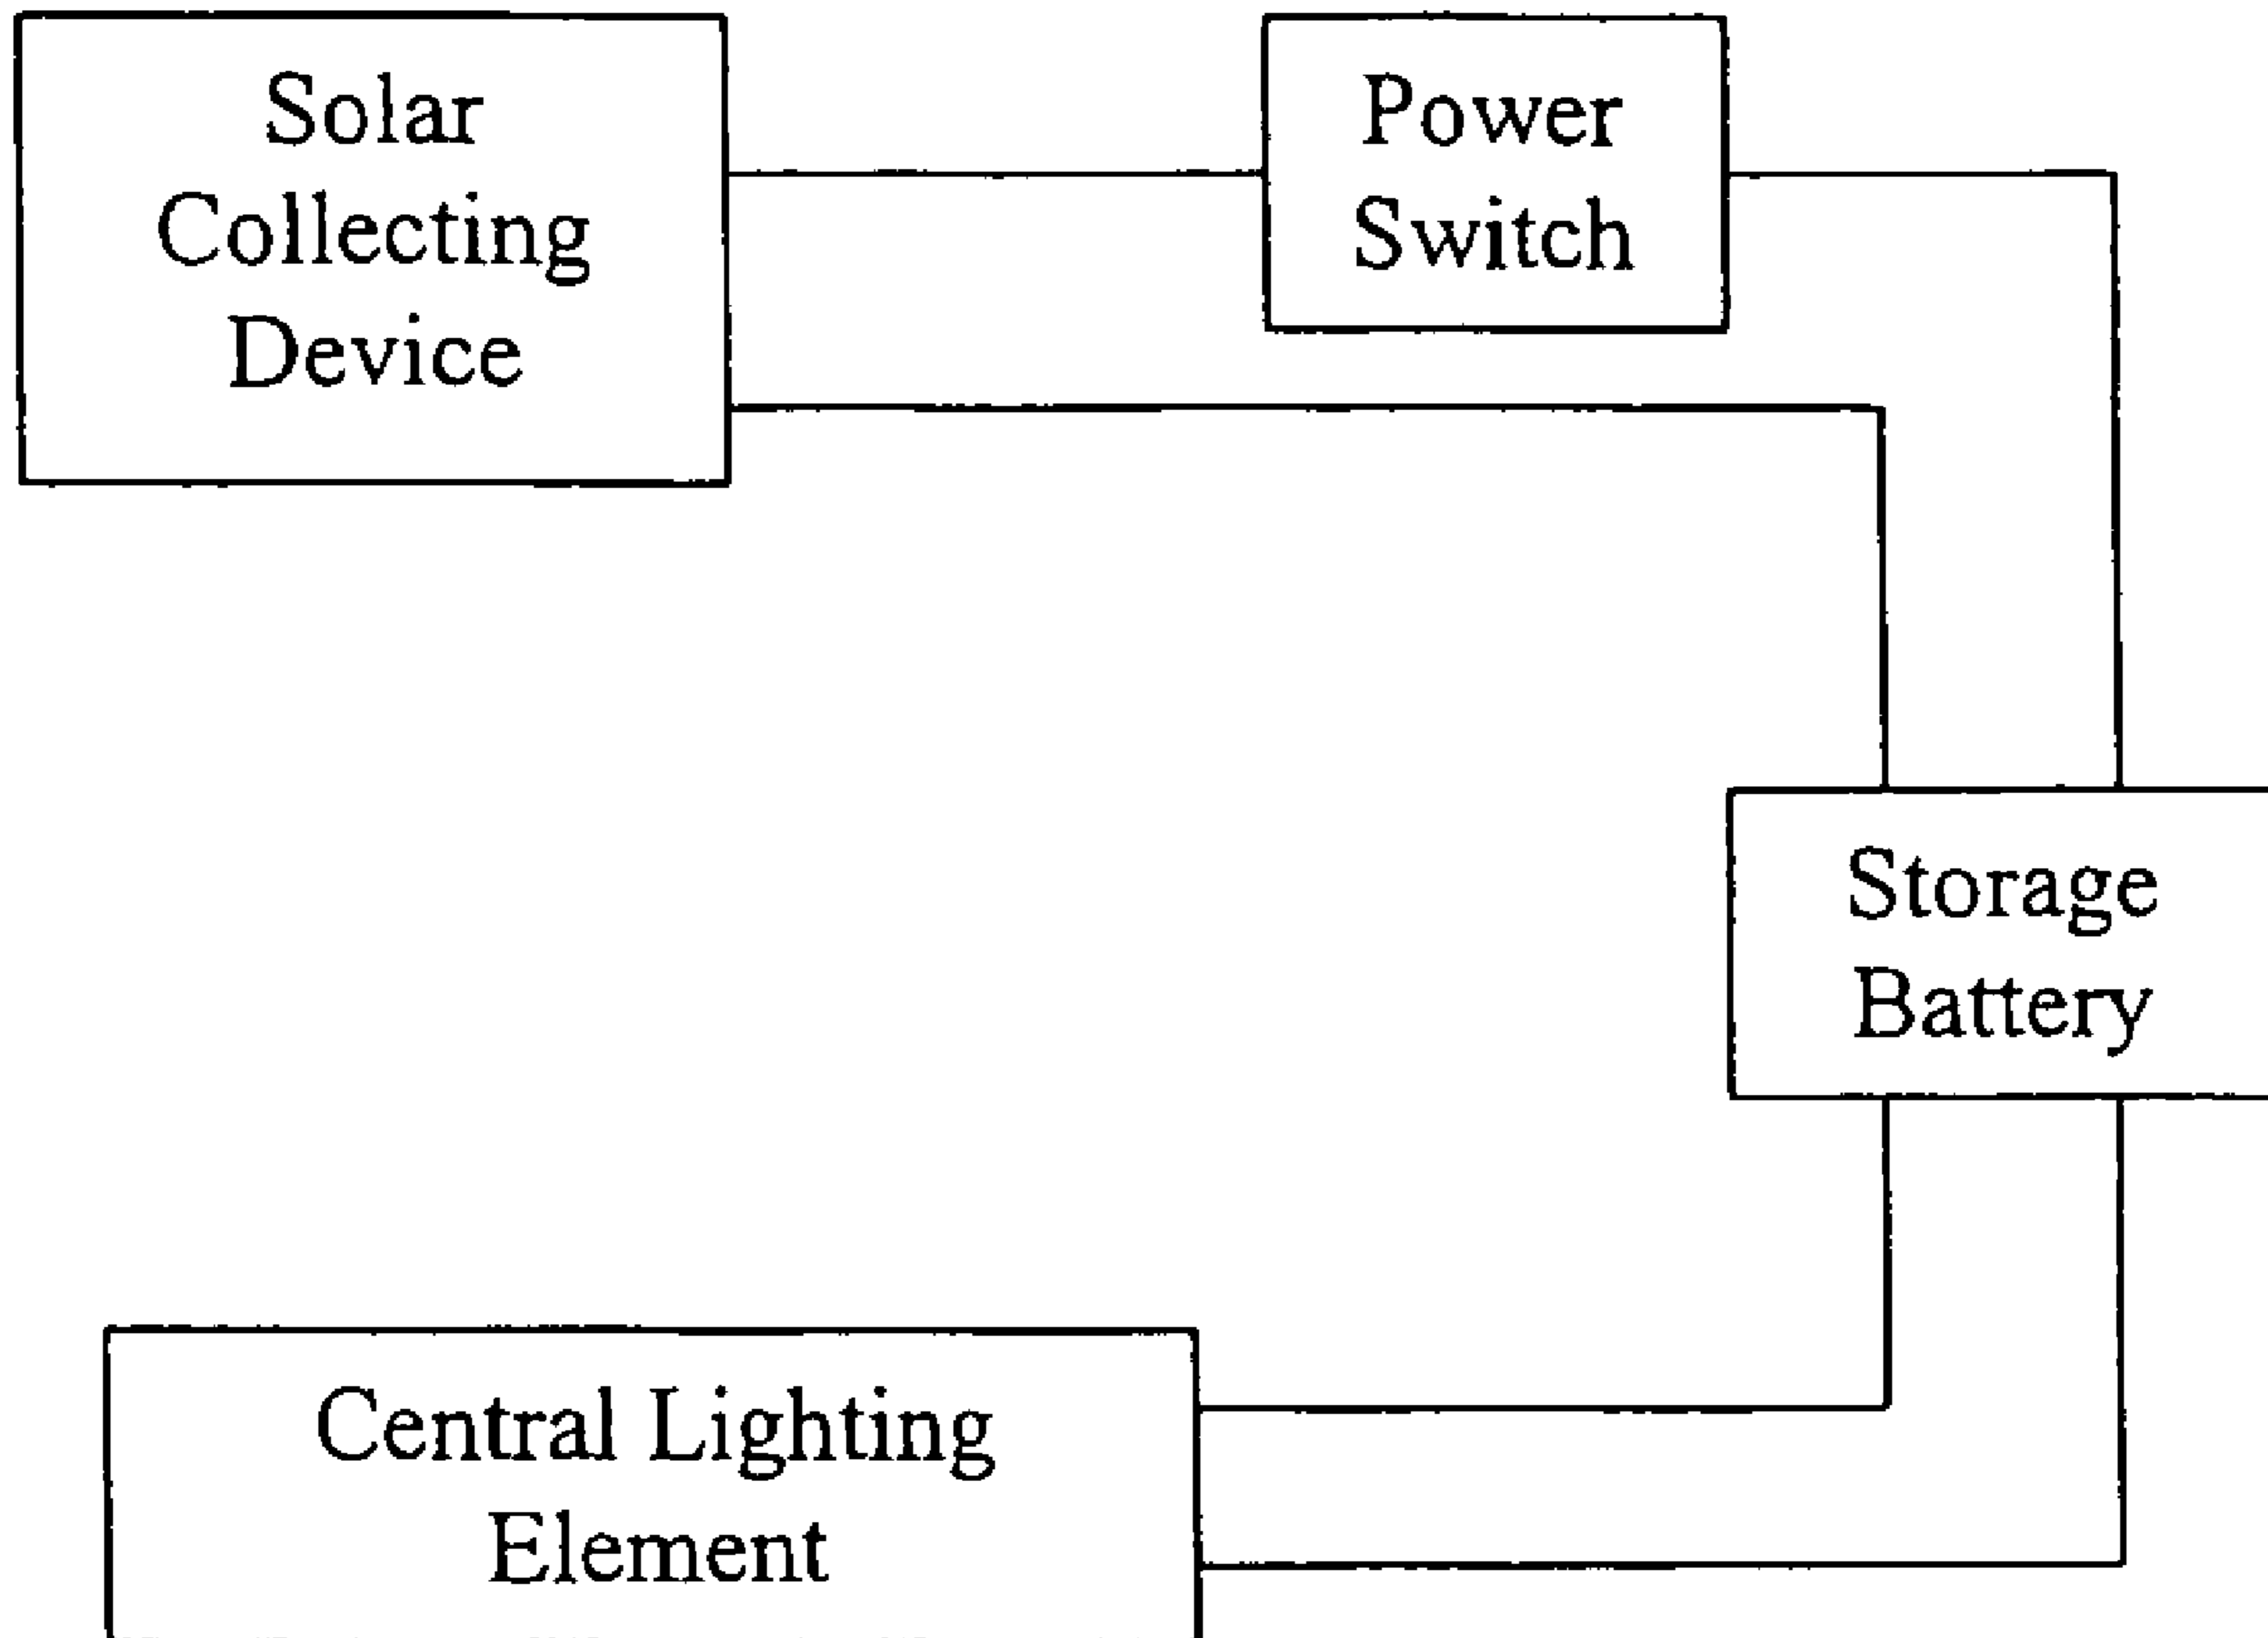 Solar
Collecting
Device
Power
Switch
Storage
Battery
Central Lighting
Element